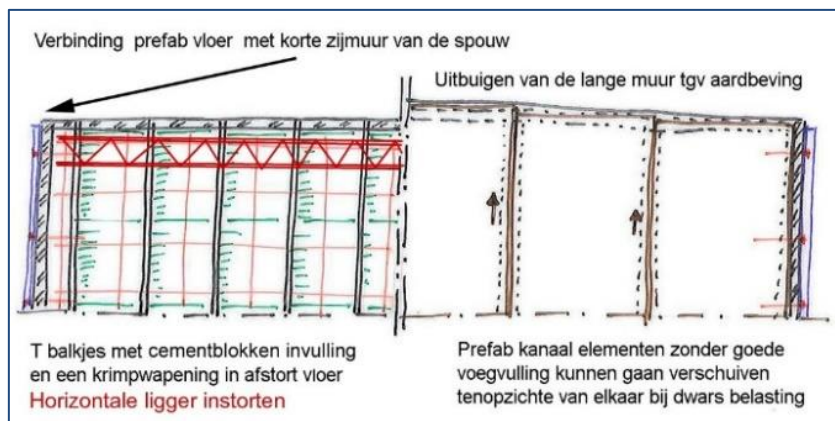 Verbinding prefab vloer met korte zijmuur van de spouw
Uitbuigen van de lange muur tgv aardbeving
T balkjes met cementblokken invulling
en een krimpwapening in afstort vloer
Horizontale ligger instorten
Prefab kanaal elementen zonder goede
voegvulling kunnen gaan verschuiven
tenopzichte van elkaar bij dwars belasting